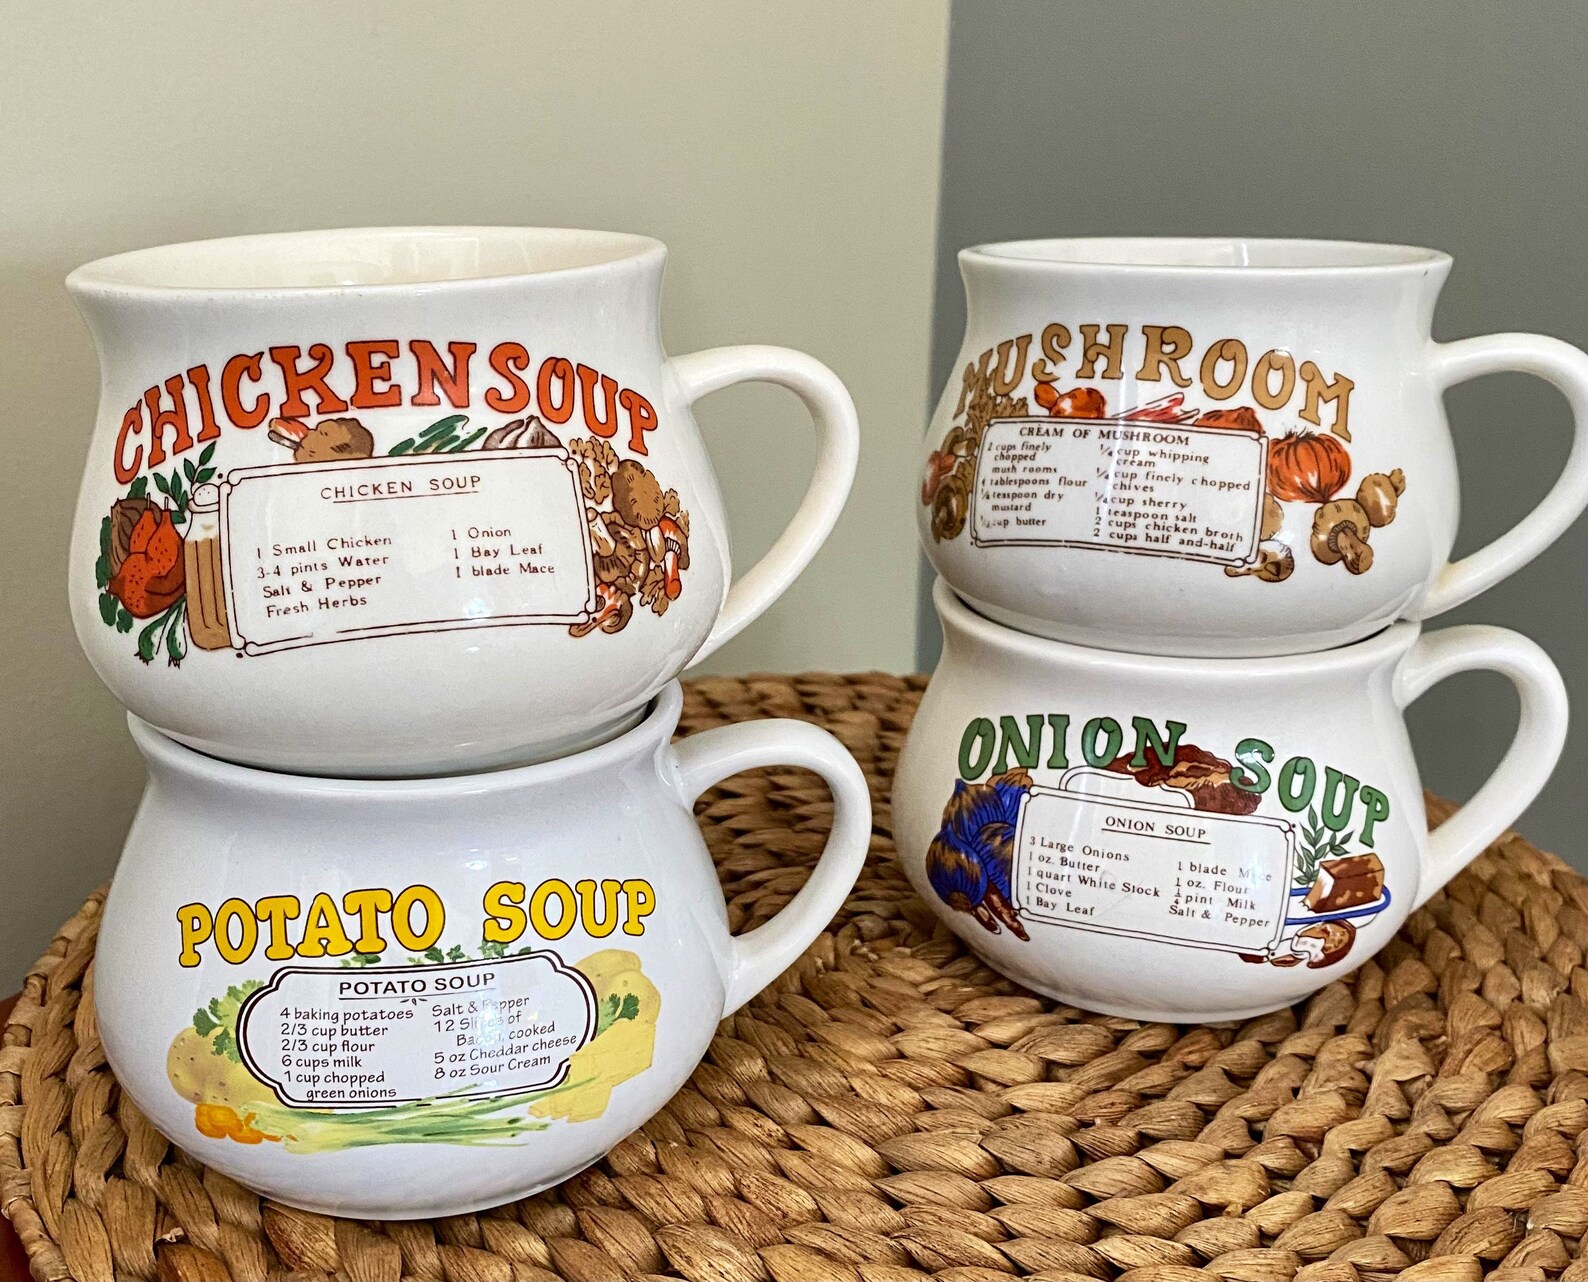 CHICKEN SOUP
CHICKEN SOUP
1 Small Chicken
3-4 pints Water
Salt & Pepper
Fresh Herbs
1 Onion
1 Bay Leaf
1 blade Mace
MUSHROOM
CREAM OF MUSHROOM
2 cups finely
chopped
mush rooms
tablespoons flour
teaspoon dry
mustard
cup butter
1/4 cup whipping
cream
1/4 cup finely chopped
chives
1/4 cup sherry
1 teaspoon salt
2 cups chicken broth
2 cups half and-half
POTATO SOUP
POTATO SOUP
4 baking potatoes
2/3 cup butter
2/3 cup flour
6 cups milk
1 cup chopped
green onions
Salt & Pepper
12 Slices of
Bacon, cooked
5 oz Cheddar cheese
8 oz Sour Cream
ONION SOUP
ONION SOUP
3 Large Onions
1 oz. Butter
1 quart White Stock
1 Clove
1 Bay Leaf
1 blade Mace
1 oz. Flour
1/4 pint Milk
Salt & Pepper